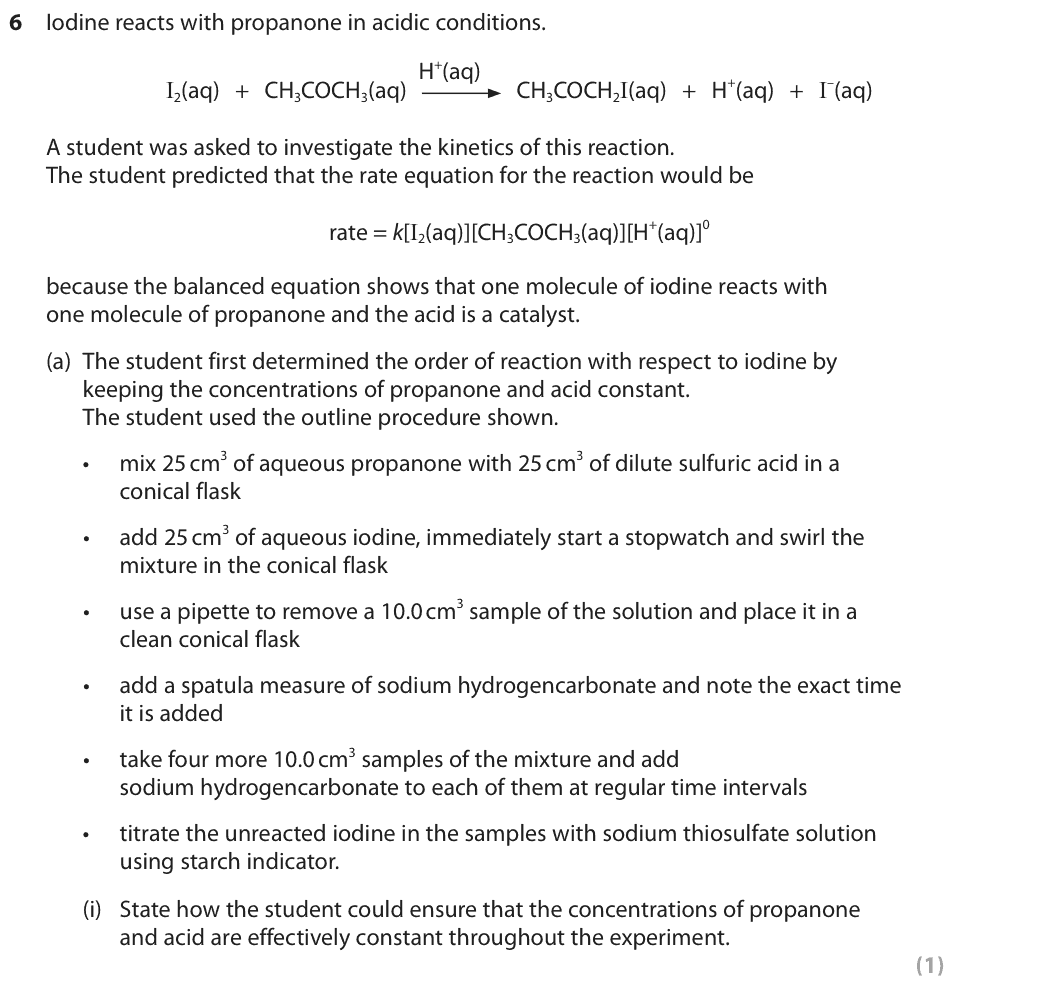 6 Iodine reacts with propanone in acidic conditions.
H⁺(aq)
I₂(aq) + CH₃COCH₃(aq) ⟶ CH₃COCH₂I(aq) + H⁺(aq) + I⁻(aq)
A student was asked to investigate the kinetics of this reaction.
The student predicted that the rate equation for the reaction would be
rate = k[I₂(aq)][CH₃COCH₃(aq)][H⁺(aq)]⁰
because the balanced equation shows that one molecule of iodine reacts with
one molecule of propanone and the acid is a catalyst.
(a) The student first determined the order of reaction with respect to iodine by
keeping the concentrations of propanone and acid constant.
The student used the outline procedure shown.
• mix 25 cm³ of aqueous propanone with 25 cm³ of dilute sulfuric acid in a
conical flask
• add 25 cm³ of aqueous iodine, immediately start a stopwatch and swirl the
mixture in the conical flask
• use a pipette to remove a 10.0 cm³ sample of the solution and place it in a
clean conical flask
• add a spatula measure of sodium hydrogencarbonate and note the exact time
it is added
• take four more 10.0 cm³ samples of the mixture and add
sodium hydrogencarbonate to each of them at regular time intervals
• titrate the unreacted iodine in the samples with sodium thiosulfate solution
using starch indicator.
(i) State how the student could ensure that the concentrations of propanone
and acid are effectively constant throughout the experiment.
(1)